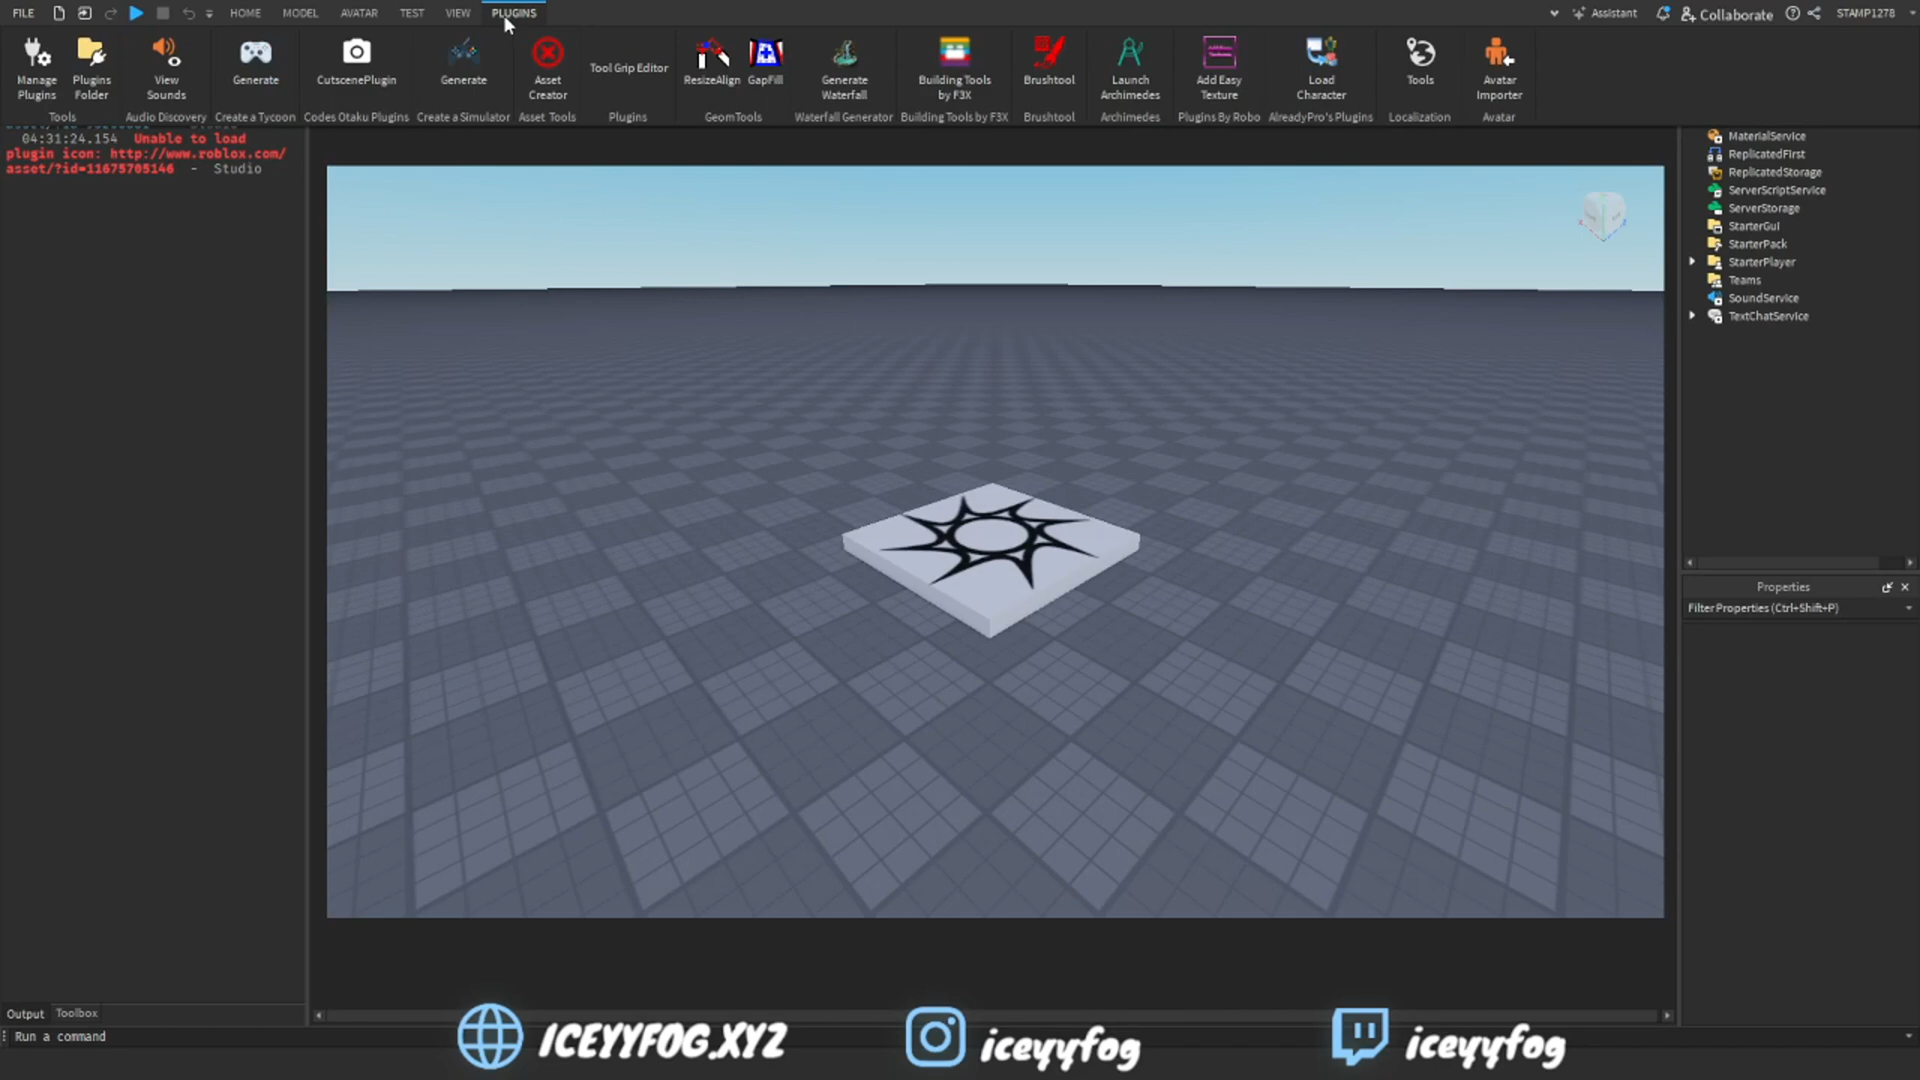 FILE HOME MODEL AVATAR TEST VIEW PLUGINS Assistant Collaborate STAMP1278
Manage Plugins
Plugins Folder
Tools
View Sounds
Audio Discovery
Generate
Create a Tycoon
CutscenePlugin
Codes Otaku Plugins
Generate
Create a Simulator
Asset Creator
Asset Tools
Tool Grip Editor
Plugins
ResizeAlign
GapFill
GeomTools
Generate Waterfall
Waterfall Generator
Building Tools by F3X
Building Tools by F3X
Brushtool
Brushtool
Launch Archimedes
Archimedes
Add Easy Texture
Plugins By Robo
Load Character
AlreadyPro's Plugins
Tools
Localization
Avatar Importer
Avatar
04:31:24.154 Unable to load
plugin icon: http://www.roblox.com/
asset/?id=11675705146 - Studio
MaterialService
ReplicatedFirst
ReplicatedStorage
ServerScriptService
ServerStorage
StarterGui
StarterPack
StarterPlayer
Teams
SoundService
TextChatService
Properties
Filter Properties (Ctrl+Shift+P)
Output Toolbox
Run a command
ICEYYFOG.XYZ
iceyyfog
iceyyfog